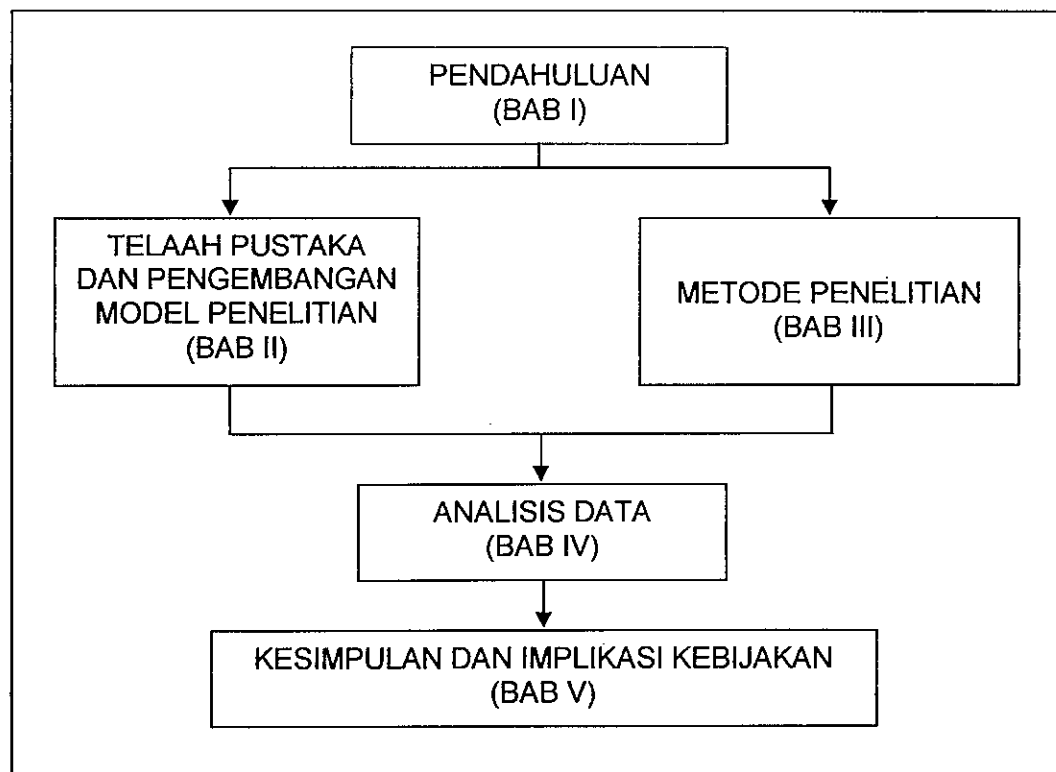 PENDAHULUAN
(BAB I)
TELAAH PUSTAKA
DAN PENGEMBANGAN
MODEL PENELITIAN
(BAB II)
METODE PENELITIAN
(BAB III)
ANALISIS DATA
(BAB IV)
KESIMPULAN DAN IMPLIKASI KEBIJAKAN
(BAB V)